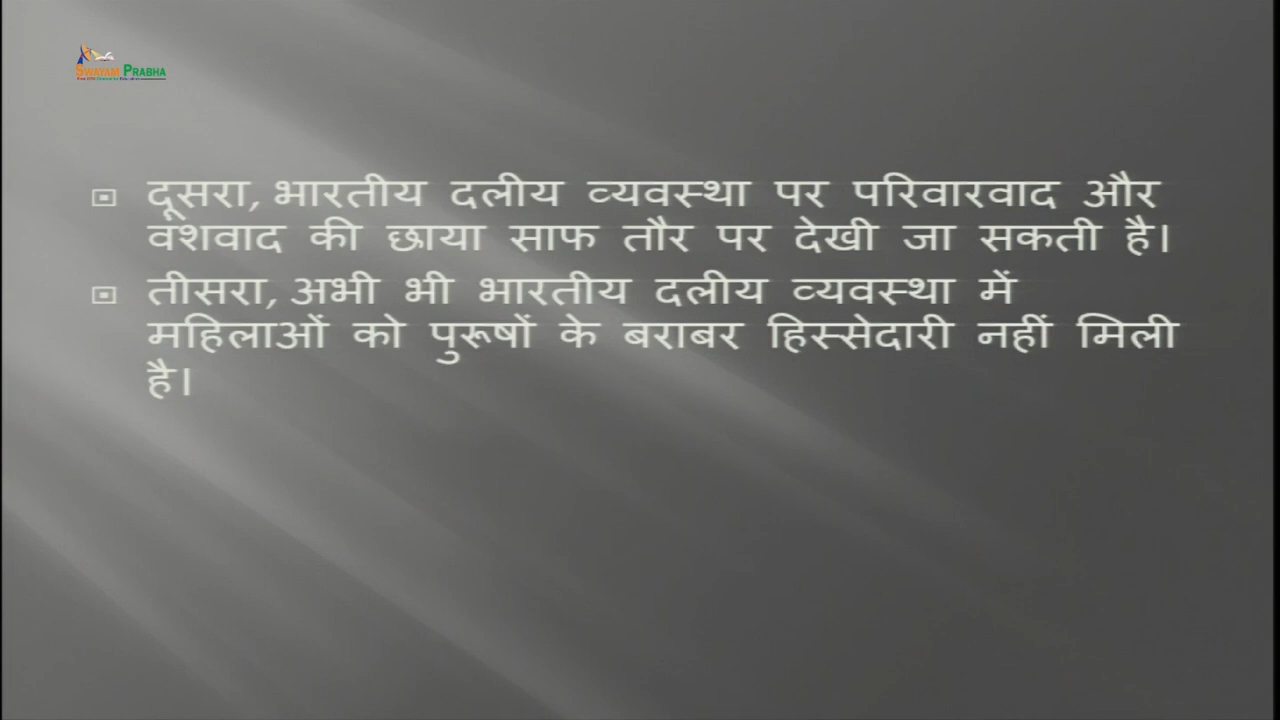 SWAYAM PRABHA
दूसरा, भारतीय दलीय व्यवस्था पर परिवारवाद और
वंशवाद की छाया साफ तौर पर देखी जा सकती है।
तीसरा, अभी भी भारतीय दलीय व्यवस्था में
महिलाओं को पुरूषों के बराबर हिस्सेदारी नहीं मिली
है।